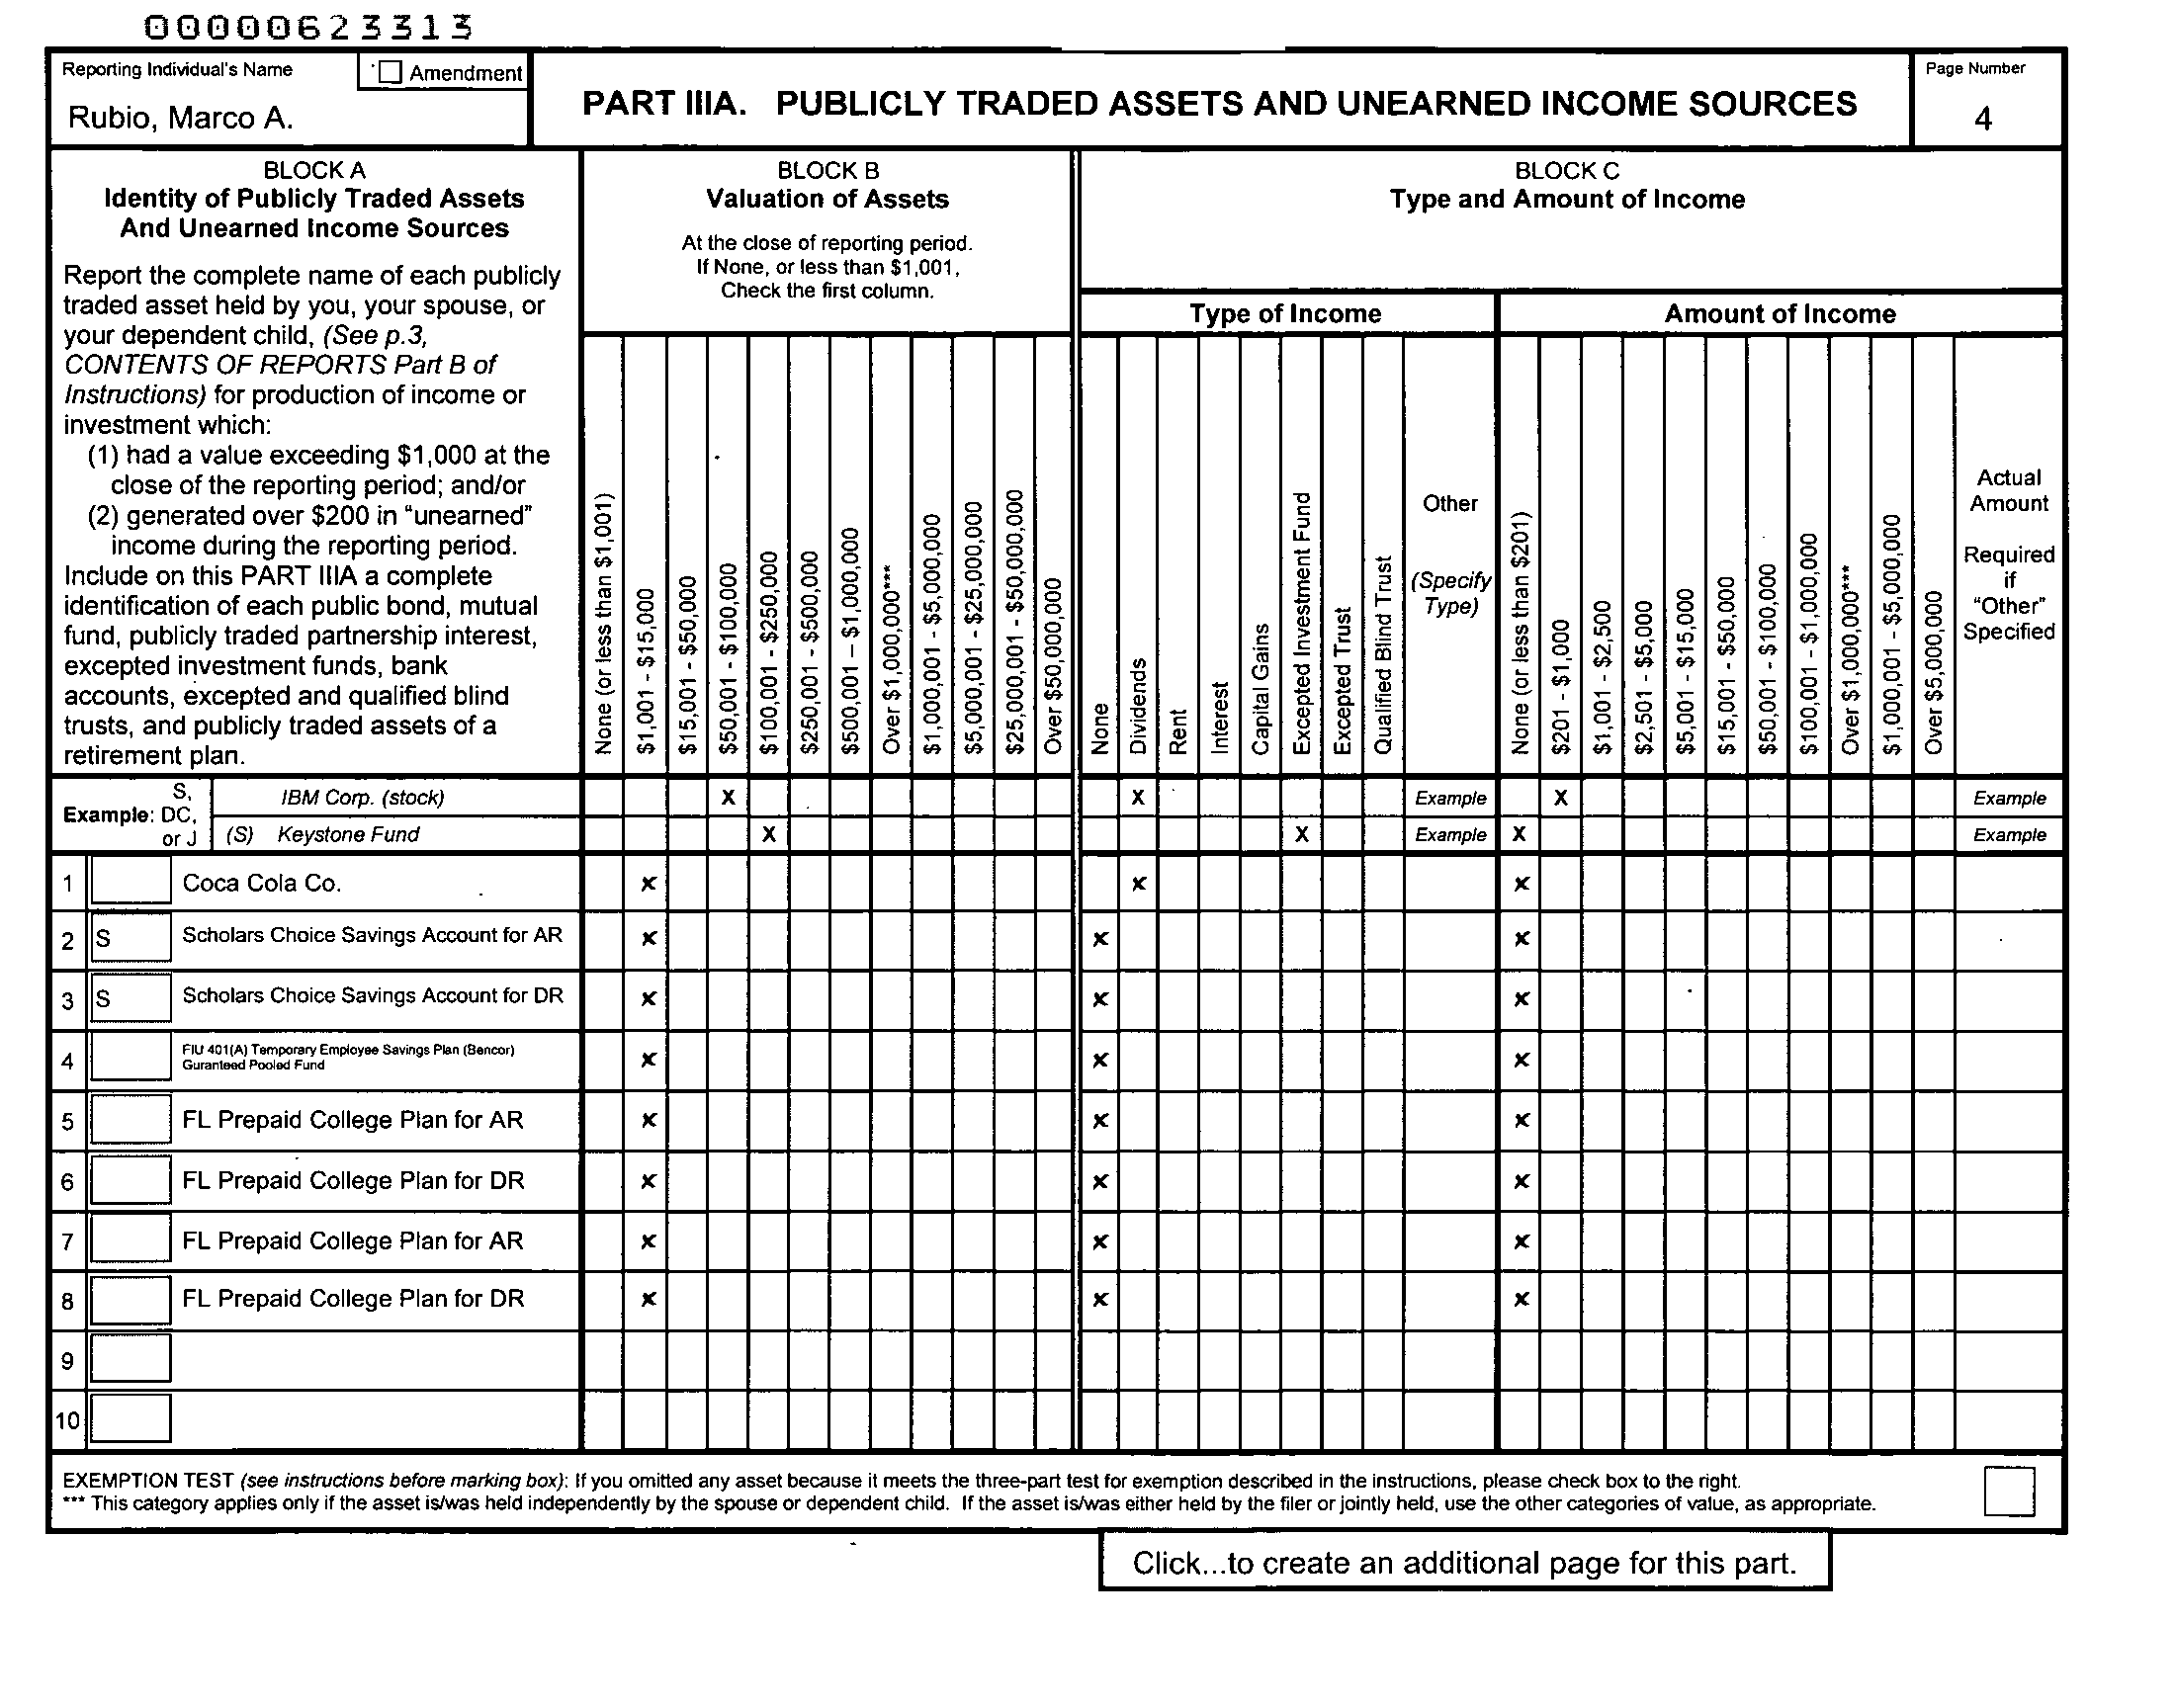 00000623313
Reporting Individual's Name
Amendment
Rubio, Marco A.
PART IIIA. PUBLICLY TRADED ASSETS AND UNEARNED INCOME SOURCES
Page Number
4
BLOCK A
Identity of Publicly Traded Assets
And Unearned Income Sources
Report the complete name of each publicly
traded asset held by you, your spouse, or
your dependent child, (See p.3,
CONTENTS OF REPORTS Part B of
Instructions) for production of income or
investment which:
(1) had a value exceeding $1,000 at the
close of the reporting period; and/or
(2) generated over $200 in "unearned"
income during the reporting period.
Include on this PART IIIA a complete
identification of each public bond, mutual
fund, publicly traded partnership interest,
excepted investment funds, bank
accounts, excepted and qualified blind
trusts, and publicly traded assets of a
retirement plan.
BLOCK B
Valuation of Assets
At the close of reporting period.
If None, or less than $1,001,
Check the first column.
None (or less than $1,001)
$1,001 - $15,000
$15,001 - $50,000
$50,001 - $100,000
$100,001 - $250,000
$250,001 - $500,000
$500,001 – $1,000,000
Over $1,000,000***
$1,000,001 - $5,000,000
$5,000,001 - $25,000,000
$25,000,001 - $50,000,000
Over $50,000,000
BLOCK C
Type and Amount of Income
Type of Income
None
Dividends
Rent
Interest
Capital Gains
Excepted Investment Fund
Excepted Trust
Qualified Blind Trust
Other
(Specify
Type)
Amount of Income
None (or less than $201)
$201 - $1,000
$1,001 - $2,500
$2,501 - $5,000
$5,001 - $15,000
$15,001 - $50,000
$50,001 - $100,000
$100,001 - $1,000,000
Over $1,000,000***
$1,000,001 - $5,000,000
Over $5,000,000
Actual
Amount
Required
if
"Other"
Specified
Example:
S,
DC,
or J
IBM Corp. (stock) X X Example X Example
(S) Keystone Fund X X Example X Example
1 Coca Cola Co. x x x
2 S Scholars Choice Savings Account for AR x x x
3 S Scholars Choice Savings Account for DR x x x
4 FIU 401(A) Temporary Employee Savings Plan (Bencor)
Guranteed Pooled Fund x x x
5 FL Prepaid College Plan for AR x x x
6 FL Prepaid College Plan for DR x x x
7 FL Prepaid College Plan for AR x x x
8 FL Prepaid College Plan for DR x x x
9
10
EXEMPTION TEST (see instructions before marking box): If you omitted any asset because it meets the three-part test for exemption described in the instructions, please check box to the right.
*** This category applies only if the asset is/was held independently by the spouse or dependent child. If the asset is/was either held by the filer or jointly held, use the other categories of value, as appropriate.
Click...to create an additional page for this part.